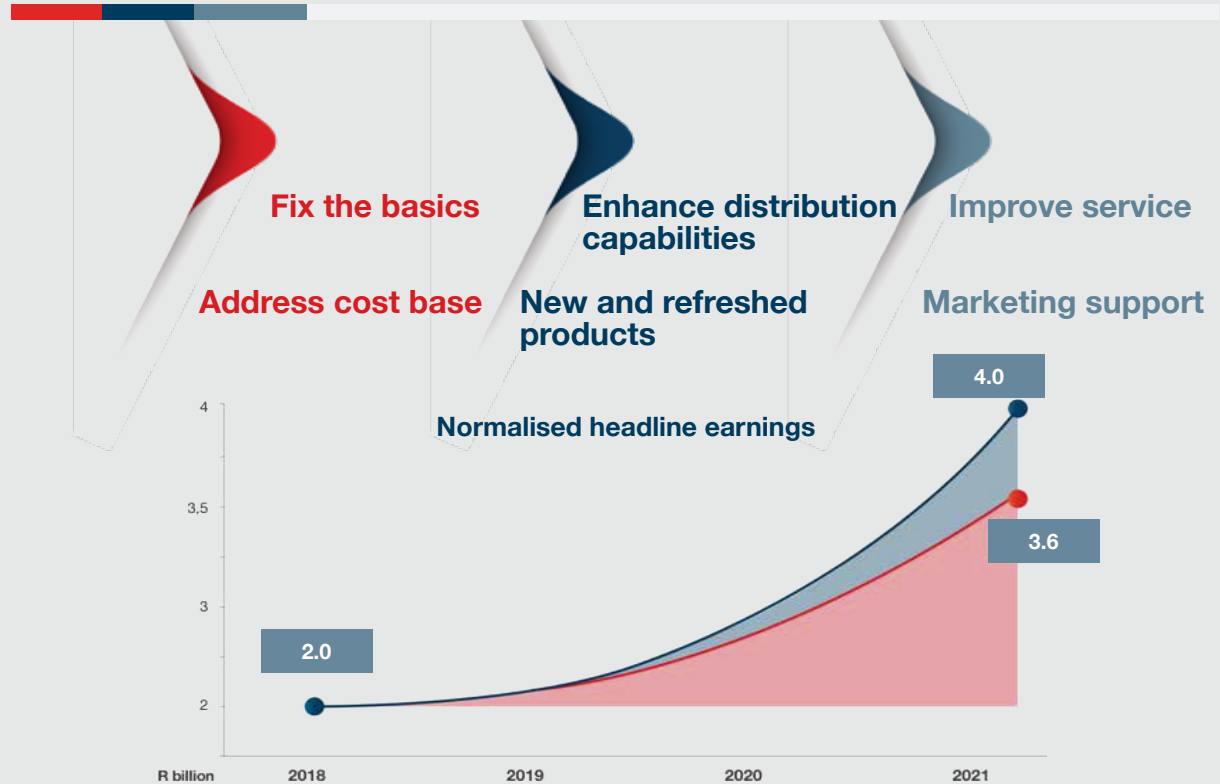 Fix the basics
Enhance distribution
capabilities
Improve service
Address cost base
New and refreshed
products
Marketing support
Normalised headline earnings
4.0
4
3,5
3.6
3
2.0
2
R billion 2018 2019 2020 2021